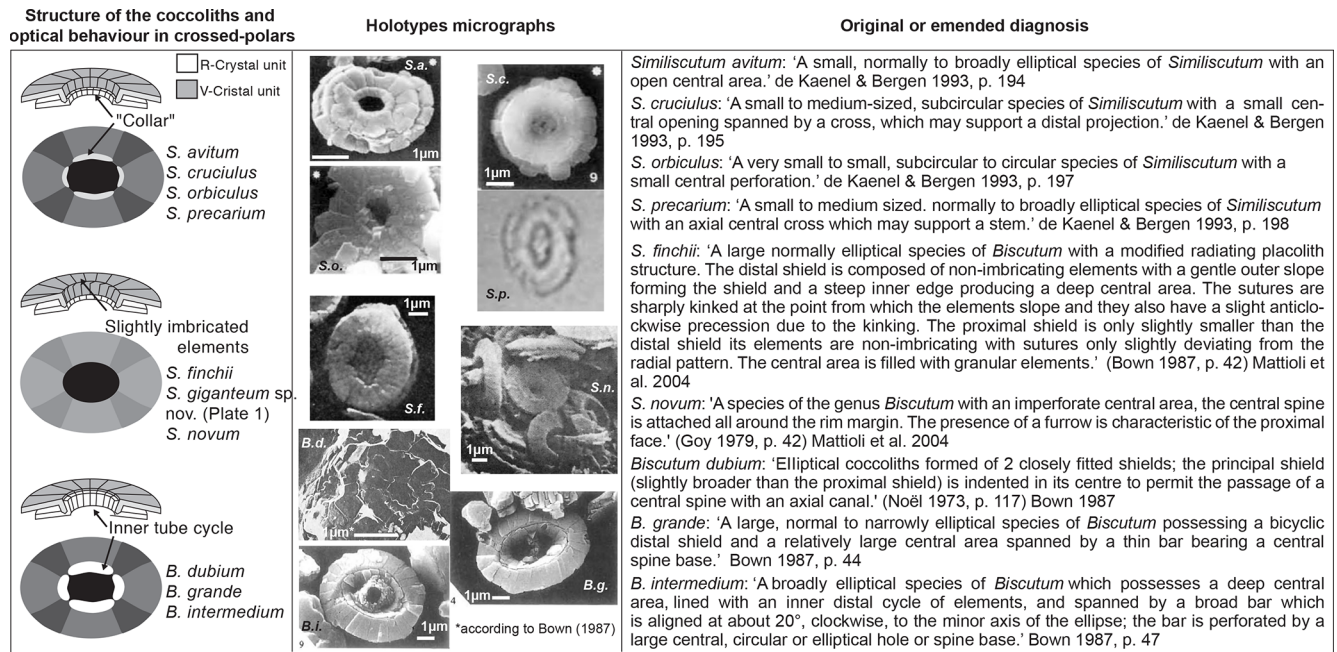 Structure of the coccoliths and
optical behaviour in crossed-polars
Holotypes micrographs
Original or emended diagnosis
R-Crystal unit
V-Cristal unit
"Collar"
S. avitum
S. cruciulus
S. orbiculus
S. precarium
Slightly imbricated
elements
S. finchii
S. giganteum sp.
nov. (Plate 1)
S. novum
Inner tube cycle
B. dubium
B. grande
B. intermedium
S.a.*
1µm
S.c.
1µm
9
*
S.o.
1µm
S.p.
1µm
S.f.
S.n.
1µm
B.d.
1µm*
B.g.
1µm
4
B.i.
1µm
9
*according to Bown (1987)
Similiscutum avitum: ‘A small, normally to broadly elliptical species of Similiscutum with an
open central area.’ de Kaenel & Bergen 1993, p. 194
S. cruciulus: ‘A small to medium-sized, subcircular species of Similiscutum with a small cen-
tral opening spanned by a cross, which may support a distal projection.’ de Kaenel & Bergen
1993, p. 195
S. orbiculus: ‘A very small to small, subcircular to circular species of Similiscutum with a
small central perforation.’ de Kaenel & Bergen 1993, p. 197
S. precarium: ‘A small to medium sized. normally to broadly elliptical species of Similiscutum
with an axial central cross which may support a stem.’ de Kaenel & Bergen 1993, p. 198
S. finchii: ‘A large normally elliptical species of Biscutum with a modified radiating placolith
structure. The distal shield is composed of non-imbricating elements with a gentle outer slope
forming the shield and a steep inner edge producing a deep central area. The sutures are
sharply kinked at the point from which the elements slope and they also have a slight anticlo-
ckwise precession due to the kinking. The proximal shield is only slightly smaller than the
distal shield its elements are non-imbricating with sutures only slightly deviating from the
radial pattern. The central area is filled with granular elements.’ (Bown 1987, p. 42) Mattioli et
al. 2004
S. novum: 'A species of the genus Biscutum with an imperforate central area, the central spine
is attached all around the rim margin. The presence of a furrow is characteristic of the proximal
face.' (Goy 1979, p. 42) Mattioli et al. 2004
Biscutum dubium: ‘Elliptical coccoliths formed of 2 closely fitted shields; the principal shield
(slightly broader than the proximal shield) is indented in its centre to permit the passage of a
central spine with an axial canal.' (Noël 1973, p. 117) Bown 1987
B. grande: ‘A large, normal to narrowly elliptical species of Biscutum possessing a bicyclic
distal shield and a relatively large central area spanned by a thin bar bearing a central
spine base.’ Bown 1987, p. 44
B. intermedium: ‘A broadly elliptical species of Biscutum which possesses a deep central
area, lined with an inner distal cycle of elements, and spanned by a broad bar which
is aligned at about 20°, clockwise, to the minor axis of the ellipse; the bar is perforated by a
large central, circular or elliptical hole or spine base.’ Bown 1987, p. 47